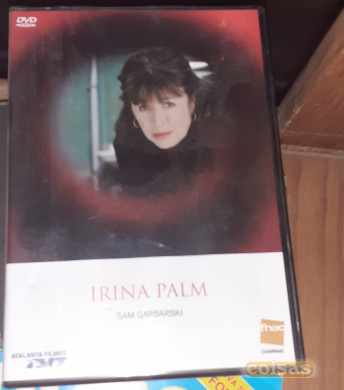 DVD
IRINA PALM
SAM GARBARSKI
ATALANTA FILMES
fnac
coisas